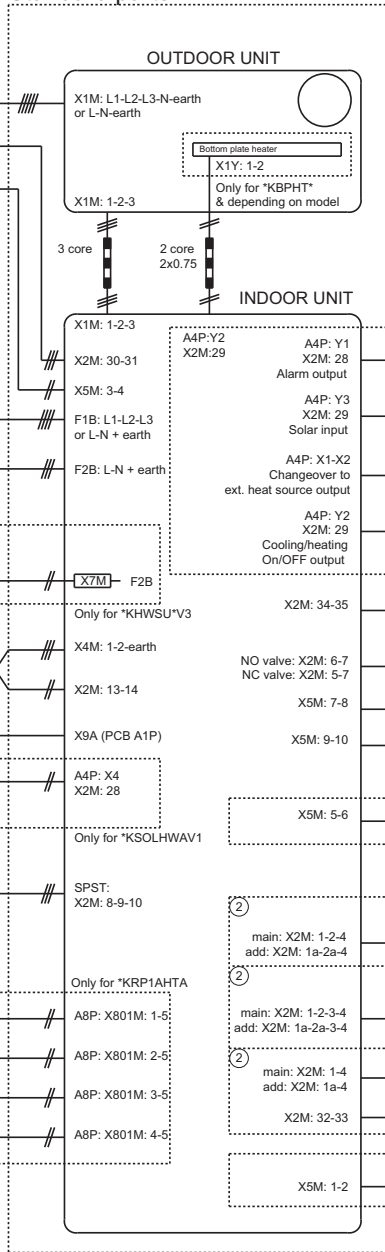 OUTDOOR UNIT
X1M: L1-L2-L3-N-earth
or L-N-earth
Bottom plate heater
X1Y: 1-2
Only for *KBPHT*
& depending on model
X1M: 1-2-3
3 core
2 core
2x0.75
INDOOR UNIT
X1M: 1-2-3
X2M: 30-31
X5M: 3-4
F1B: L1-L2-L3
or L-N + earth
F2B: L-N + earth
X7M
F2B
Only for *KHWSU*V3
X4M: 1-2-earth
X2M: 13-14
X9A (PCB A1P)
A4P: X4
X2M: 28
Only for *KSOLHWAV1
SPST:
X2M: 8-9-10
Only for *KRP1AHTA
A8P: X801M: 1-5
A8P: X801M: 2-5
A8P: X801M: 3-5
A8P: X801M: 4-5
A4P:Y2
X2M:29
A4P: Y1
X2M: 28
Alarm output
A4P: Y3
X2M: 29
Solar input
A4P: X1-X2
Changeover to
ext. heat source output
A4P: Y2
X2M: 29
Cooling/heating
On/OFF output
X2M: 34-35
NO valve: X2M: 6-7
NC valve: X2M: 5-7
X5M: 7-8
X5M: 9-10
X5M: 5-6
2
main: X2M: 1-2-4
add: X2M: 1a-2a-4
2
main: X2M: 1-2-3-4
add: X2M: 1a-2a-3-4
2
main: X2M: 1-4
add: X2M: 1a-4
X2M: 32-33
X5M: 1-2